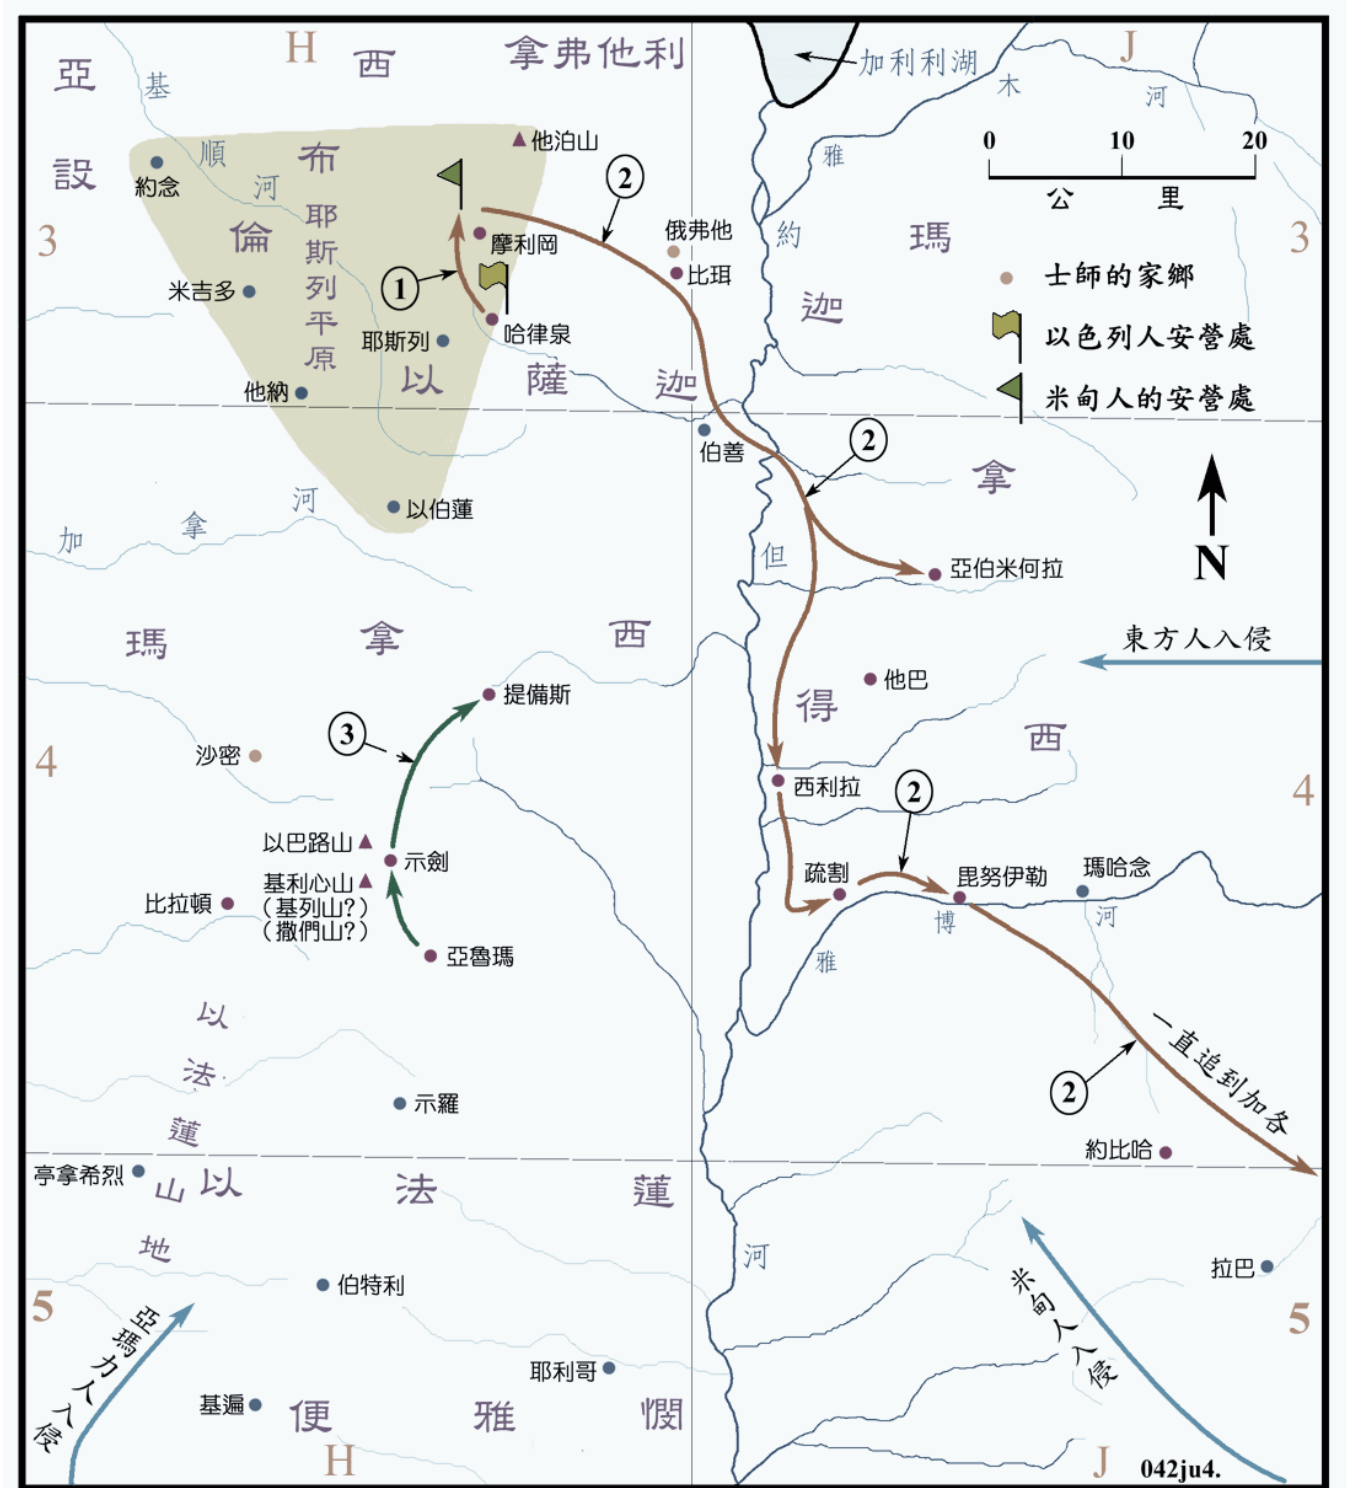 H
西
拿弗他利
加利利湖
J
亞設
基順河
木
河
雅
0 10 20
公里
他泊山
布
倫
約念
②
俄弗他
比珥
約
瑪
3
3
耶斯列平原
摩利岡
①
米吉多
哈律泉
耶斯列
他納
以薩迦
迦
士師的家鄉
以色列人安營處
米甸人的安營處
伯善
②
拿
以伯蓮
加拿河
但
亞伯米何拉
N
瑪拿西
東方人入侵
他巴
得
西
提備斯
③
沙密
4
4
西利拉
②
以巴路山
示劍
基利心山
(基列山?)
(撒們山?)
比拉頓
亞魯瑪
疏割
毘努伊勒
瑪哈念
雅
博
河
以法蓮山地
一直追到加各
②
示羅
約比哈
亭拿希烈
以法蓮
河
拉巴
伯特利
5
5
亞瑪力人入侵
米甸人入侵
耶利哥
基遍
便雅憫
H
J
042ju4.